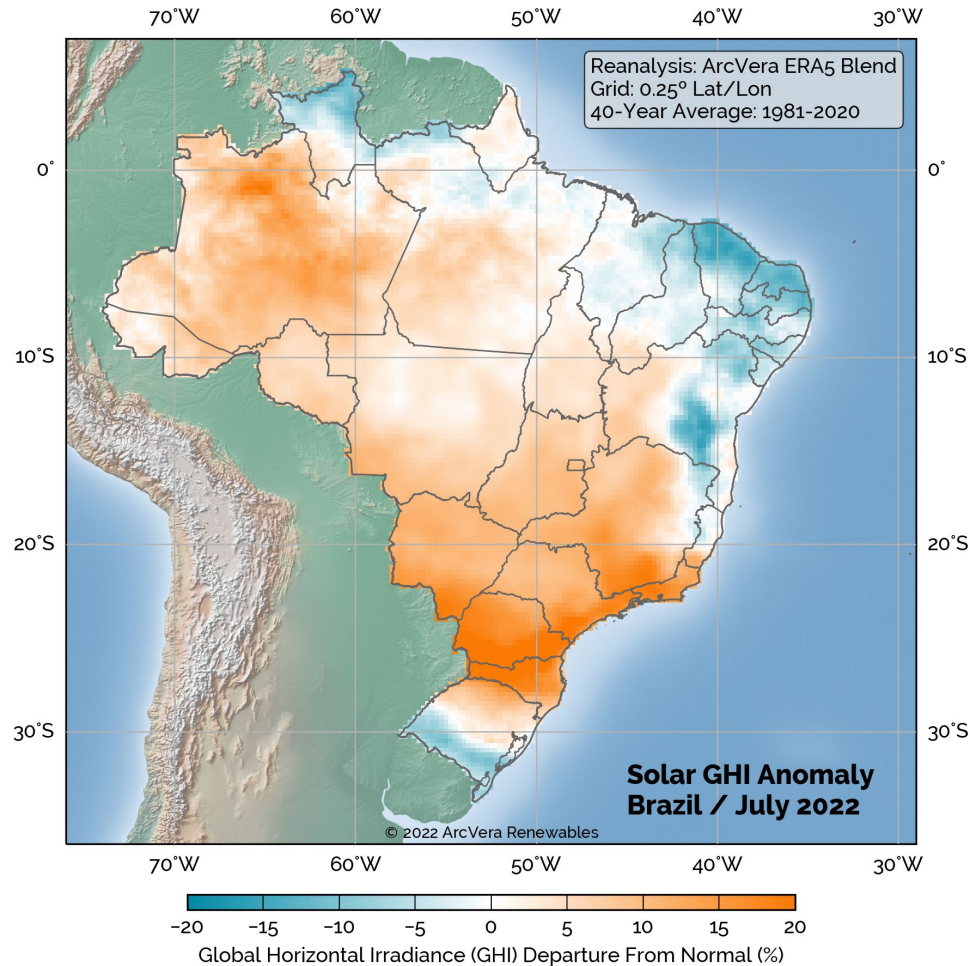 70°W 60°W 50°W 40°W 30°W
Reanalysis: ArcVera ERA5 Blend
Grid: 0.25º Lat/Lon
40-Year Average: 1981-2020
0° 0°
10°S 10°S
20°S 20°S
30°S 30°S
Solar GHI Anomaly
Brazil / July 2022
© 2022 ArcVera Renewables
70°W 60°W 50°W 40°W 30°W
−20 −15 −10 −5 0 5 10 15 20
Global Horizontal Irradiance (GHI) Departure From Normal (%)